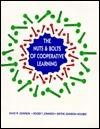 THE
NUTS & BOLTS
OF COOPERATIVE
LEARNING
DAVID W. JOHNSON, ROGER T. JOHNSON, EDYTHE JOHNSON HOLUBEC